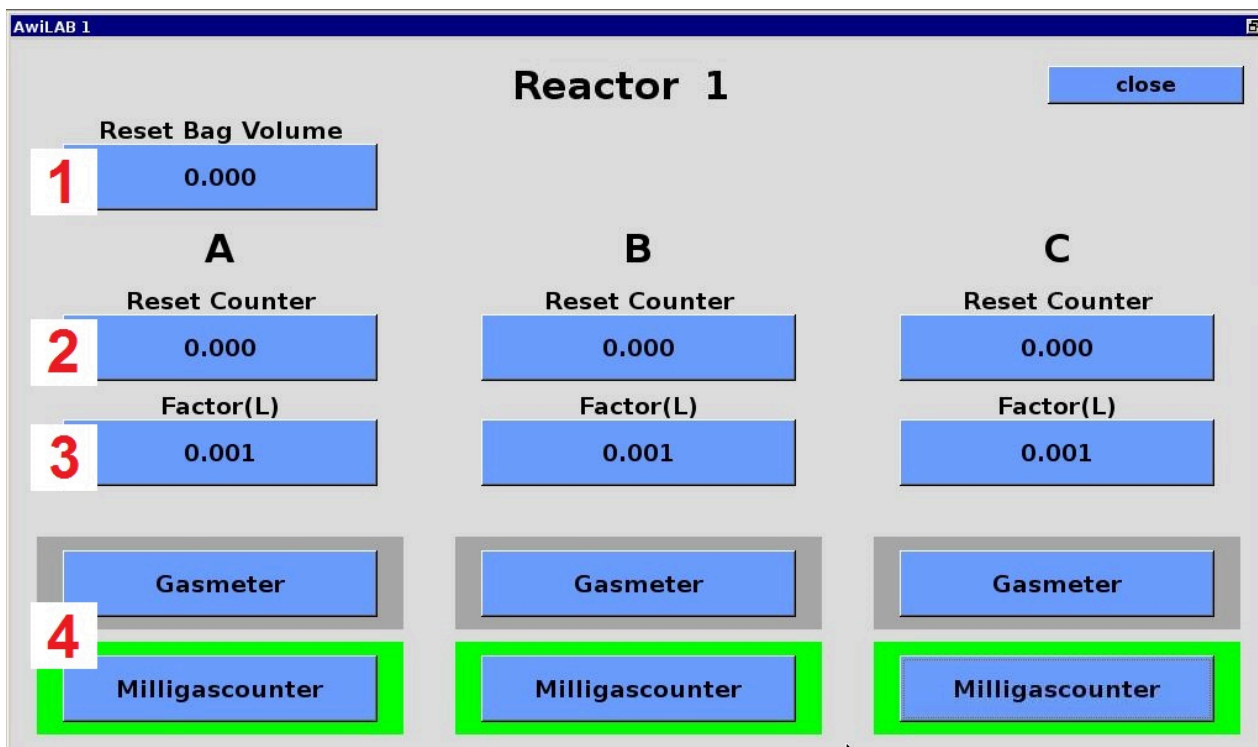 AwiLAB 1
Reactor 1
close
Reset Bag Volume
1
0.000
A B C
Reset Counter Reset Counter Reset Counter
2
0.000 0.000 0.000
Factor(L) Factor(L) Factor(L)
3
0.001 0.001 0.001
Gasmeter Gasmeter Gasmeter
4
Milligascounter Milligascounter Milligascounter